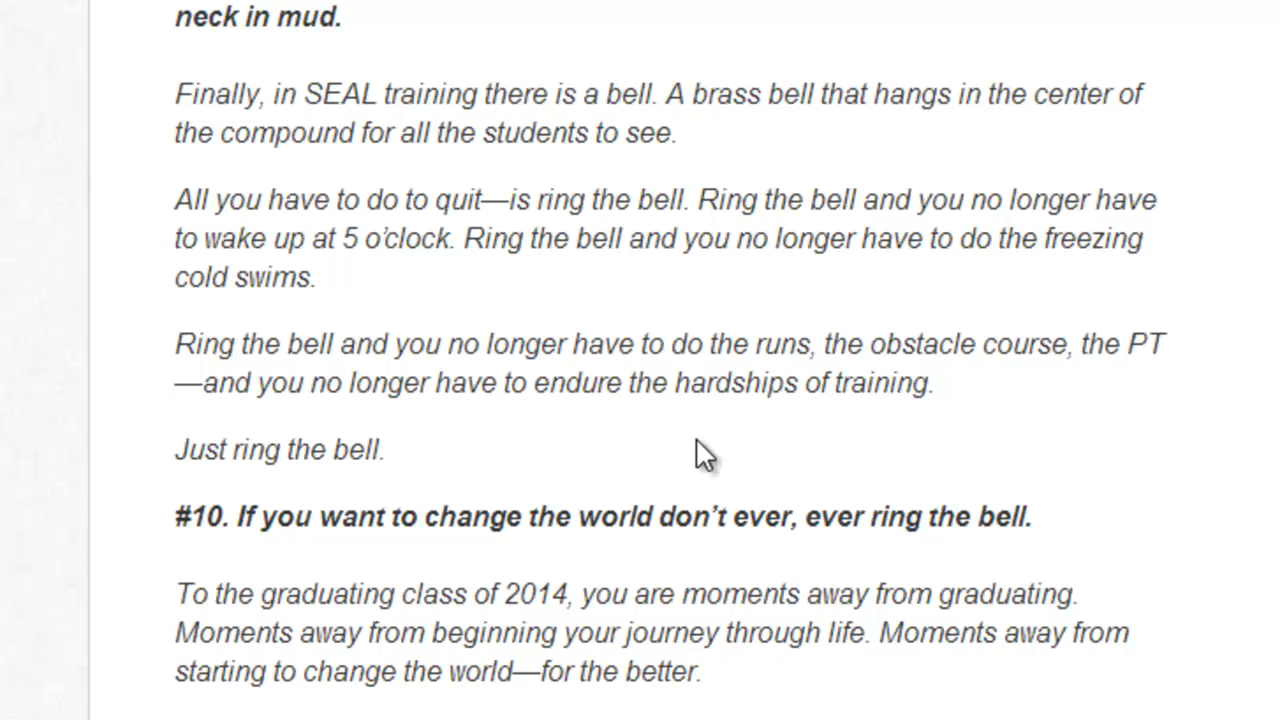 neck in mud.
Finally, in SEAL training there is a bell. A brass bell that hangs in the center of
the compound for all the students to see.
All you have to do to quit—is ring the bell. Ring the bell and you no longer have
to wake up at 5 o’clock. Ring the bell and you no longer have to do the freezing
cold swims.
Ring the bell and you no longer have to do the runs, the obstacle course, the PT
—and you no longer have to endure the hardships of training.
Just ring the bell.
#10. If you want to change the world don’t ever, ever ring the bell.
To the graduating class of 2014, you are moments away from graduating.
Moments away from beginning your journey through life. Moments away from
starting to change the world—for the better.